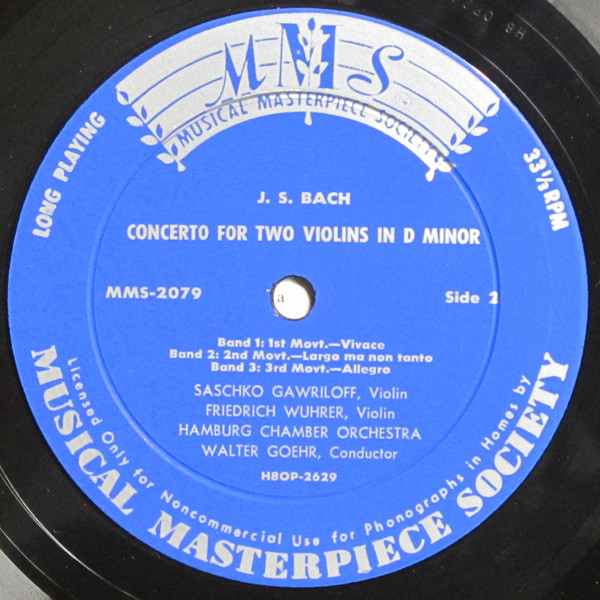 MMS.
MUSICAL MASTERPIECE SOCIETY
LONG PLAYING
33⅓ RPM
J. S. BACH
CONCERTO FOR TWO VIOLINS IN D MINOR
MMS-2079
a
Side 2
Band 1: 1st Movt.—Vivace
Band 2: 2nd Movt.—Largo ma non tanto
Band 3: 3rd Movt.—Allegro
SASCHKO GAWRILOFF, Violin
FRIEDRICH WUHRER, Violin
HAMBURG CHAMBER ORCHESTRA
WALTER GOEHR, Conductor
H8OP-2629
Licensed Only for Noncommercial Use for Phonographs in Homes by
MUSICAL MASTERPIECE SOCIETY